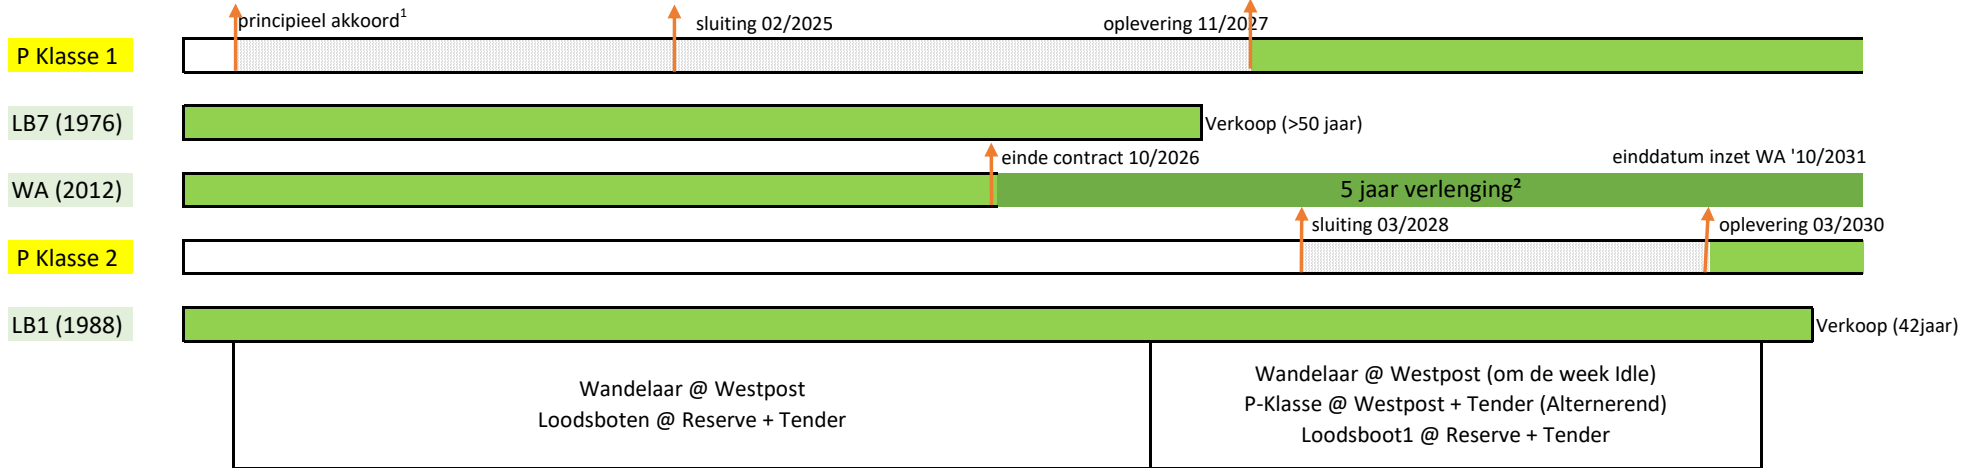 principieel akkoord¹
sluiting 02/2025
oplevering 11/2027
P Klasse 1
LB7 (1976)
Verkoop (>50 jaar)
einde contract 10/2026
einddatum inzet WA '10/2031
WA (2012)
5 jaar verlenging²
sluiting 03/2028
oplevering 03/2030
P Klasse 2
LB1 (1988)
Verkoop (42jaar)
Wandelaar @ Westpost
Loodsboten @ Reserve + Tender
Wandelaar @ Westpost (om de week Idle)
P-Klasse @ Westpost + Tender (Alternerend)
Loodsboot1 @ Reserve + Tender